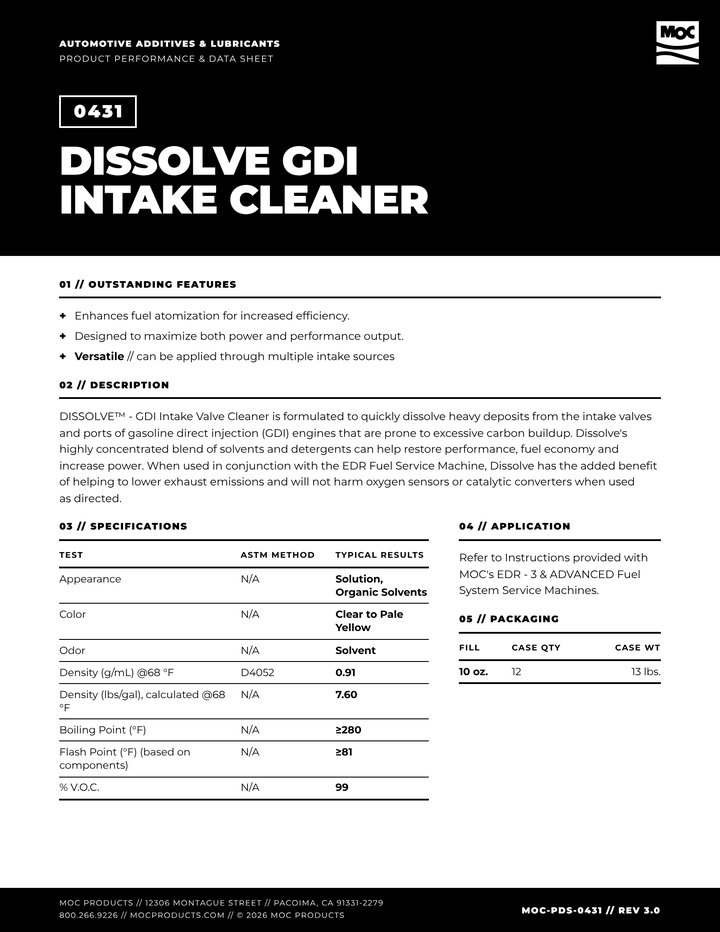 AUTOMOTIVE ADDITIVES & LUBRICANTS
PRODUCT PERFORMANCE & DATA SHEET
MOC
0431
DISSOLVE GDI
INTAKE CLEANER
01 // OUTSTANDING FEATURES
+ Enhances fuel atomization for increased efficiency.
+ Designed to maximize both power and performance output.
+ Versatile // can be applied through multiple intake sources
02 // DESCRIPTION
DISSOLVE™ - GDI Intake Valve Cleaner is formulated to quickly dissolve heavy deposits from the intake valves
and ports of gasoline direct injection (GDI) engines that are prone to excessive carbon buildup. Dissolve's
highly concentrated blend of solvents and detergents can help restore performance, fuel economy and
increase power. When used in conjunction with the EDR Fuel Service Machine, Dissolve has the added benefit
of helping to lower exhaust emissions and will not harm oxygen sensors or catalytic converters when used
as directed.
03 // SPECIFICATIONS
TEST ASTM METHOD TYPICAL RESULTS
Appearance N/A Solution,
Organic Solvents
Color N/A Clear to Pale
Yellow
Odor N/A Solvent
Density (g/mL) @68 °F D4052 0.91
Density (lbs/gal), calculated @68 N/A 7.60
°F
Boiling Point (°F) N/A ≥280
Flash Point (°F) (based on N/A ≥81
components)
% V.O.C. N/A 99
04 // APPLICATION
Refer to Instructions provided with
MOC's EDR - 3 & ADVANCED Fuel
System Service Machines.
05 // PACKAGING
FILL CASE QTY CASE WT
10 oz. 12 13 lbs.
MOC PRODUCTS // 12306 MONTAGUE STREET // PACOIMA, CA 91331-2279
800.266.9226 // MOCPRODUCTS.COM // © 2026 MOC PRODUCTS
MOC-PDS-0431 // REV 3.0